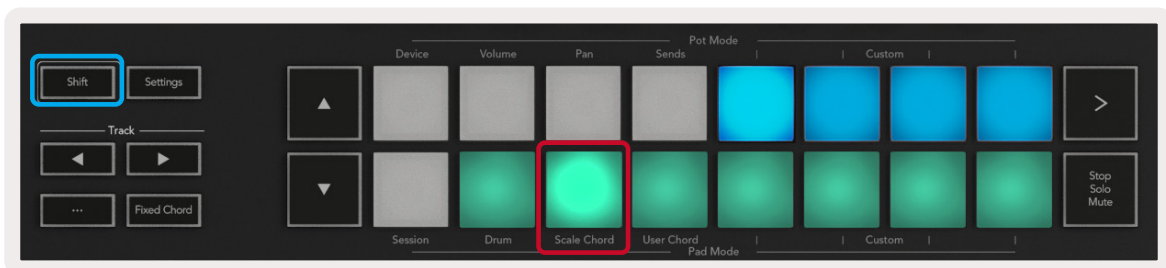 Pot Mode
Device Volume Pan Sends Custom
Shift Settings
▲
>
Track
◀ ▶
▼
Stop
Solo
Mute
... Fixed Chord
Session Drum Scale Chord User Chord Custom
Pad Mode